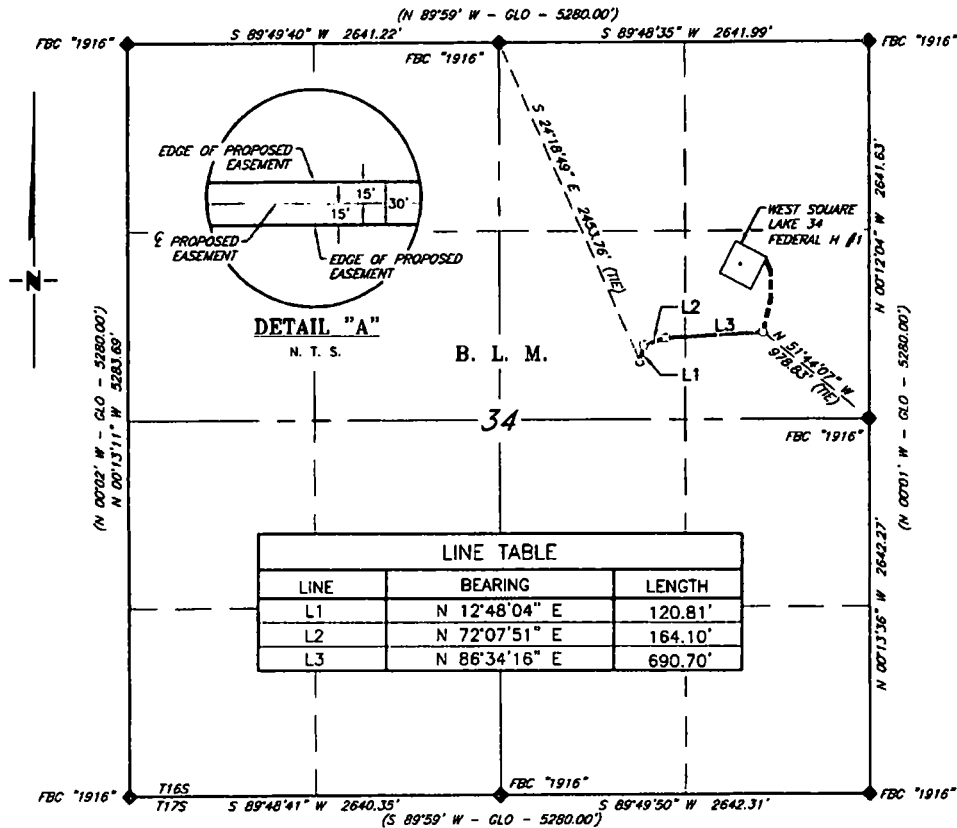 (N 89°59' W - GLO - 5280.00')
FBC "1916"
S 89°49'40" W 2641.22'
FBC "1916"
S 89°48'35" W 2641.99'
FBC "1916"
EDGE OF PROPOSED
EASEMENT
15'
15'
30'
℄ PROPOSED
EASEMENT
EDGE OF PROPOSED
EASEMENT
DETAIL "A"
N. T. S.
N
S 24°18'49" E 2453.76' (TIE)
WEST SQUARE
LAKE 34
FEDERAL H #1
N 00°12'04" W 2641.63'
L2
L3
L1
N 51°44'07" W
978.83' (TIE)
B. L. M.
(N 00°02' W - GLO - 5280.00')
N 00°13'11" W 5283.69'
34
FBC "1916"
(N 00°01' W - GLO - 5280.00')
N 00°13'36" W 2642.27'
LINE TABLE
LINE BEARING LENGTH
L1 N 12°48'04" E 120.81'
L2 N 72°07'51" E 164.10'
L3 N 86°34'16" E 690.70'
FBC "1916"
T16S
T17S
S 89°48'41" W 2640.35'
FBC "1916"
S 89°49'50" W 2642.31'
FBC "1916"
(S 89°59' W - GLO - 5280.00')